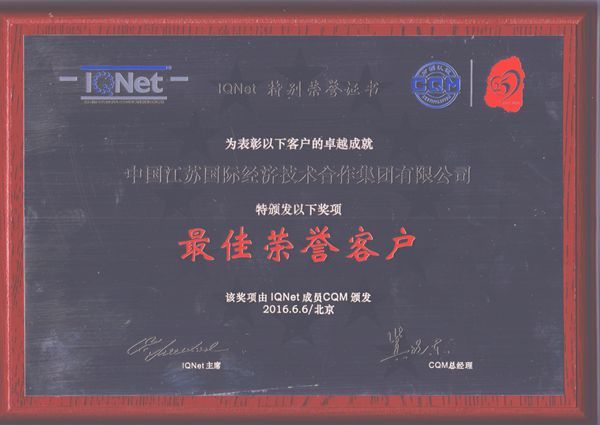 IQNet
IQNet 特别荣誉证书
CQM
为表彰以下客户的卓越成就
中国江苏国际经济技术合作集团有限公司
特颁发以下奖项
最佳荣誉客户
该奖项由 IQNet 成员CQM 颁发
2016.6.6/北京
IQNet 主席
CQM总经理